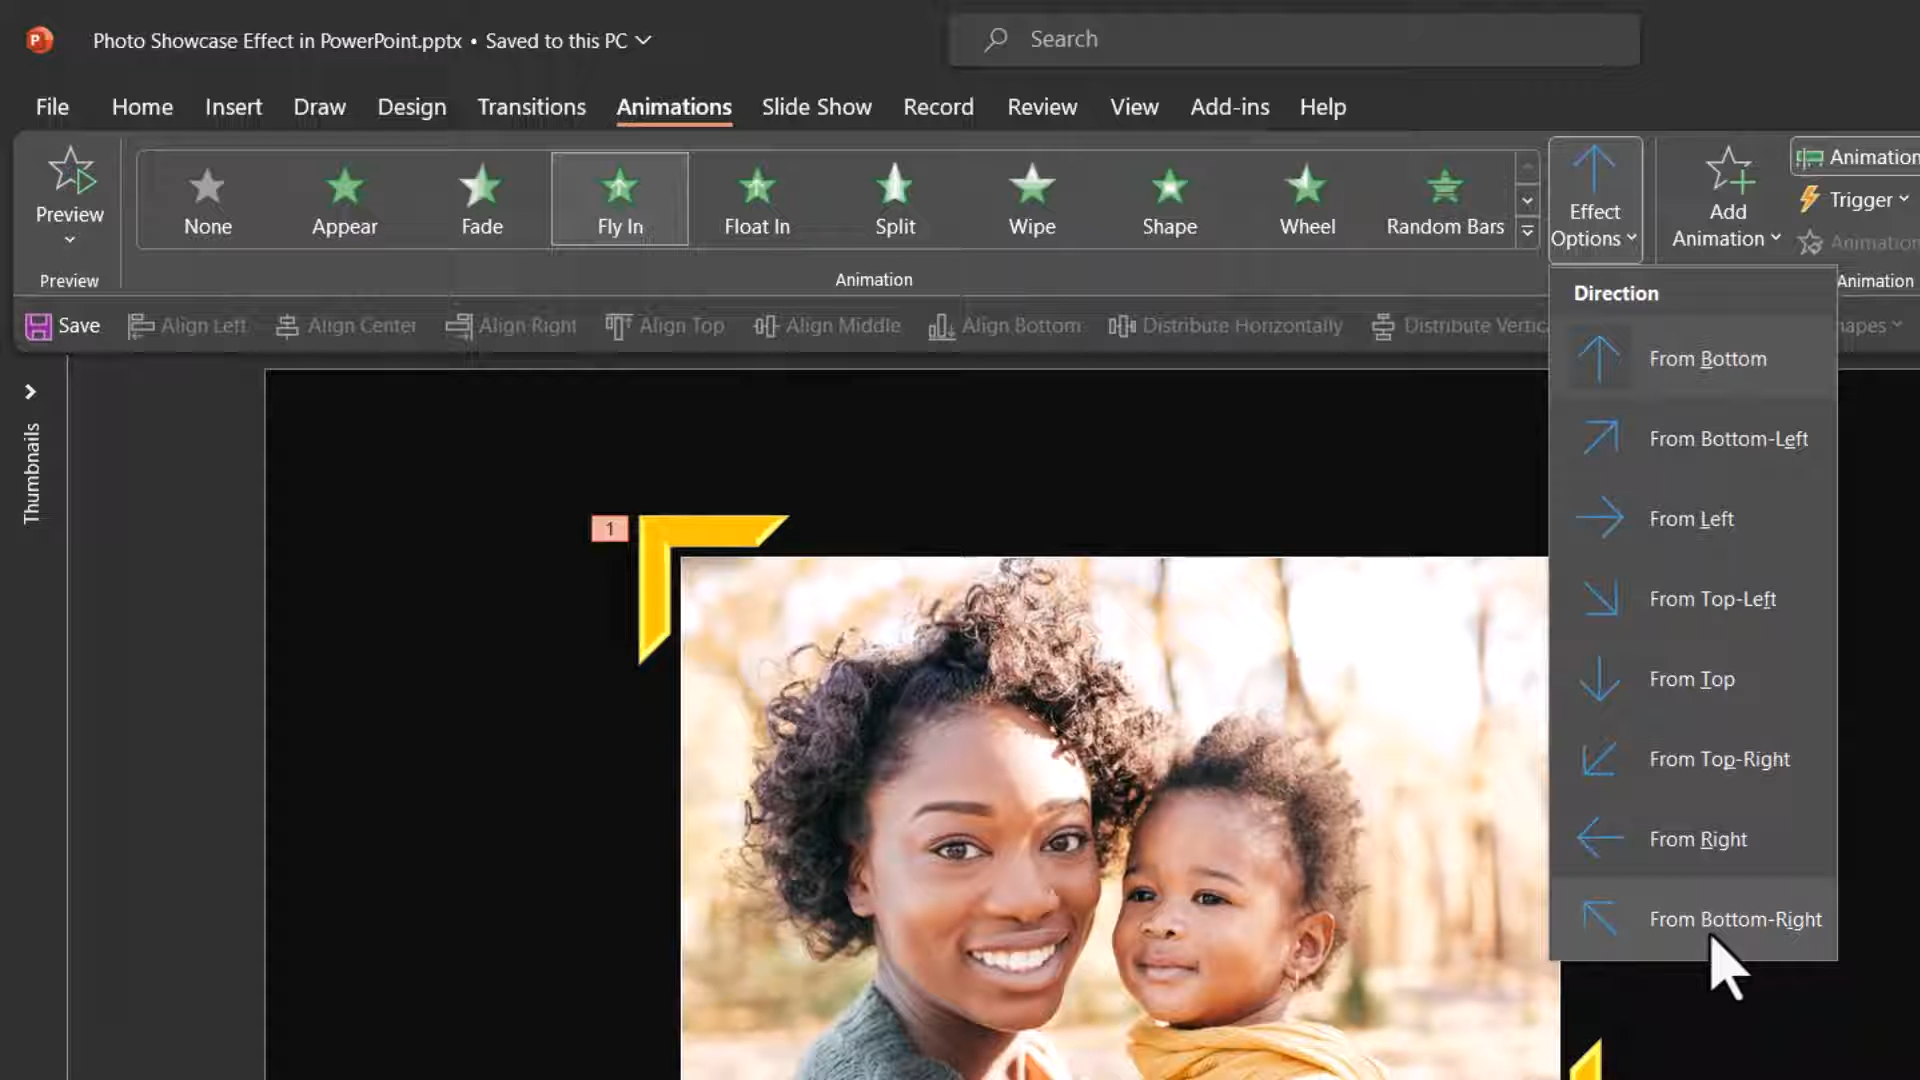 Photo Showcase Effect in PowerPoint.pptx • Saved to this PC
Search
File Home Insert Draw Design Transitions Animations Slide Show Record Review View Add-ins Help
Preview
None Appear Fade Fly In Float In Split Wipe Shape Wheel Random Bars
Effect Options
Add Animation
Animation
Trigger
Animation
Preview
Animation
Animation
Save Align Left Align Center Align Right Align Top Align Middle Align Bottom Distribute Horizontally Distribute
Direction
From Bottom
From Bottom-Left
From Left
From Top-Left
From Top
From Top-Right
From Right
From Bottom-Right
Thumbnails
1